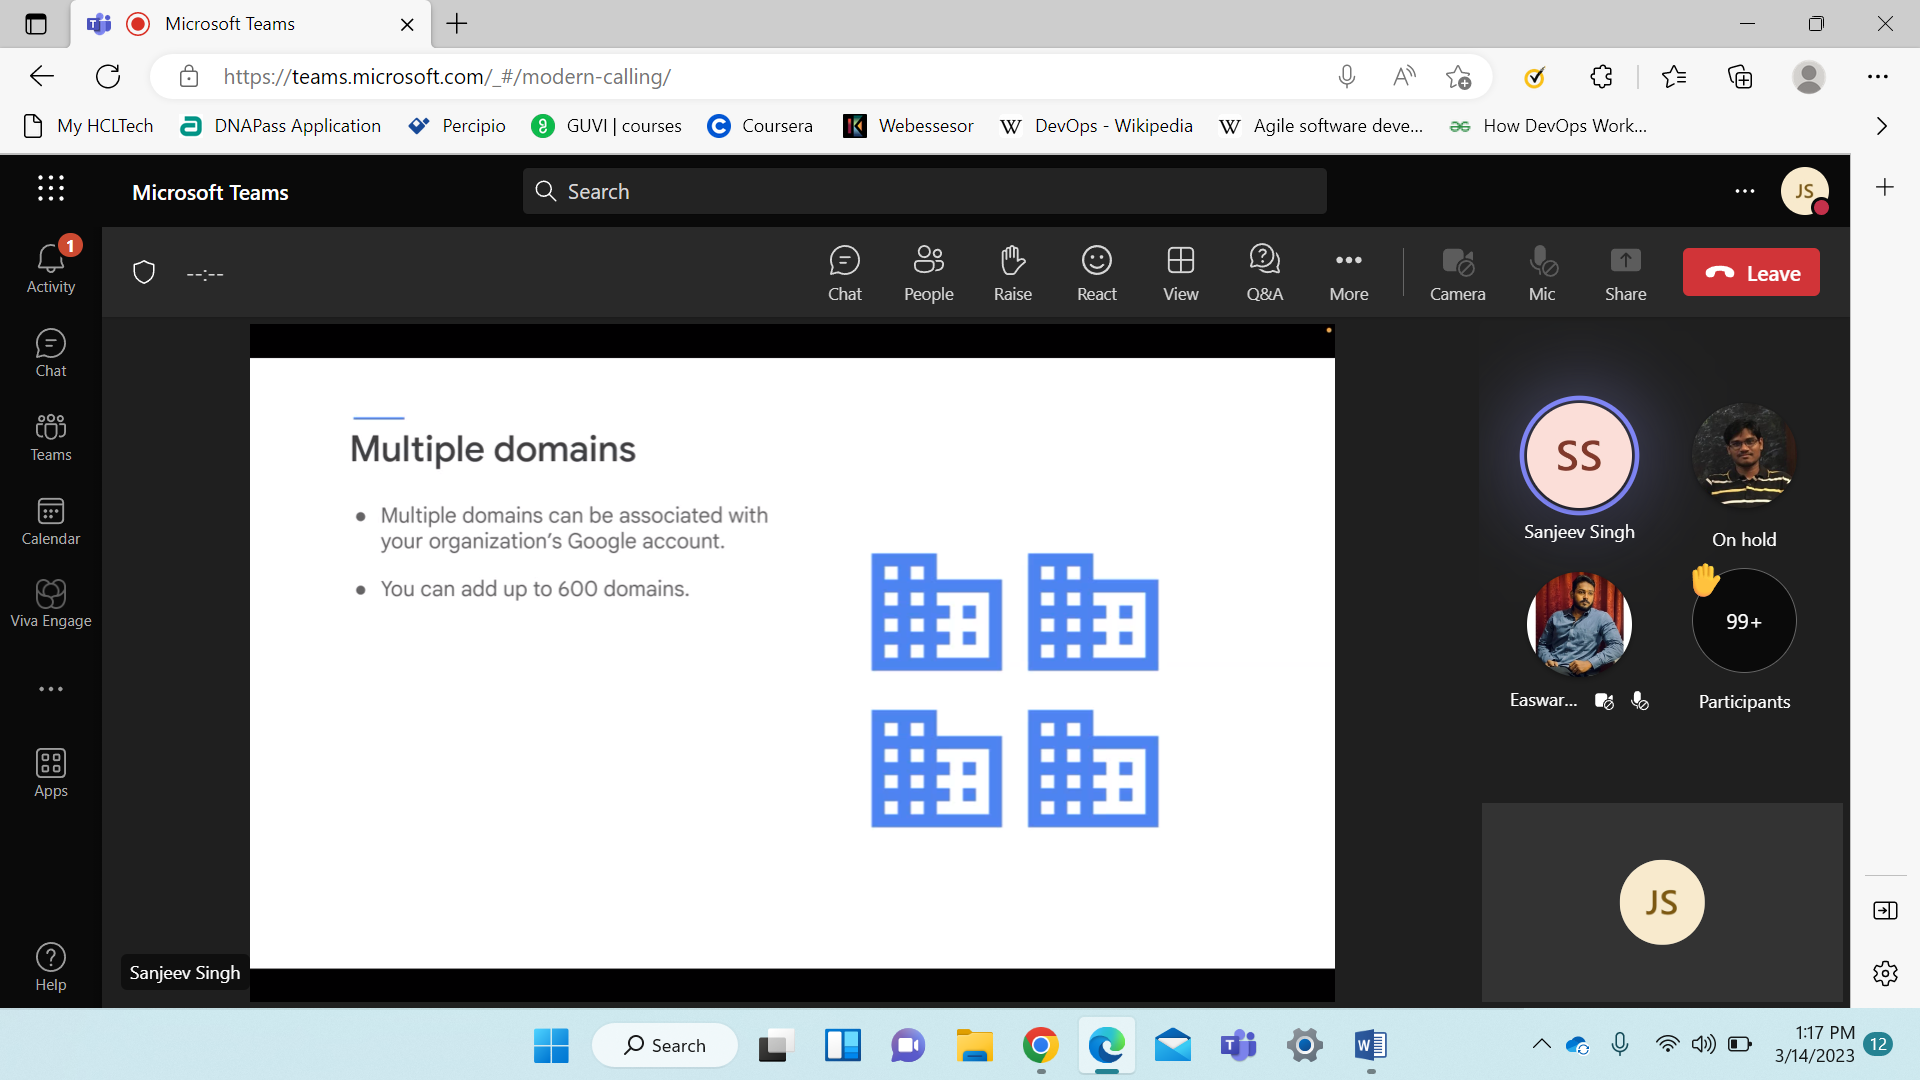 Microsoft Teams
https://teams.microsoft.com/_#/modern-calling/
My HCLTech DNAPass Application Percipio GUVI | courses Coursera Webessesor DevOps - Wikipedia Agile software deve... How DevOps Work...
Microsoft Teams Search JS
1
Activity
Chat
Teams
Calendar
Viva Engage
Apps
Help
--:--
Chat People Raise React View Q&A More Camera Mic Share Leave
Multiple domains
● Multiple domains can be associated with
your organization's Google account.
● You can add up to 600 domains.
Sanjeev Singh
SS
Sanjeev Singh On hold
99+
Easwar... Participants
JS
Search
1:17 PM
3/14/2023
12